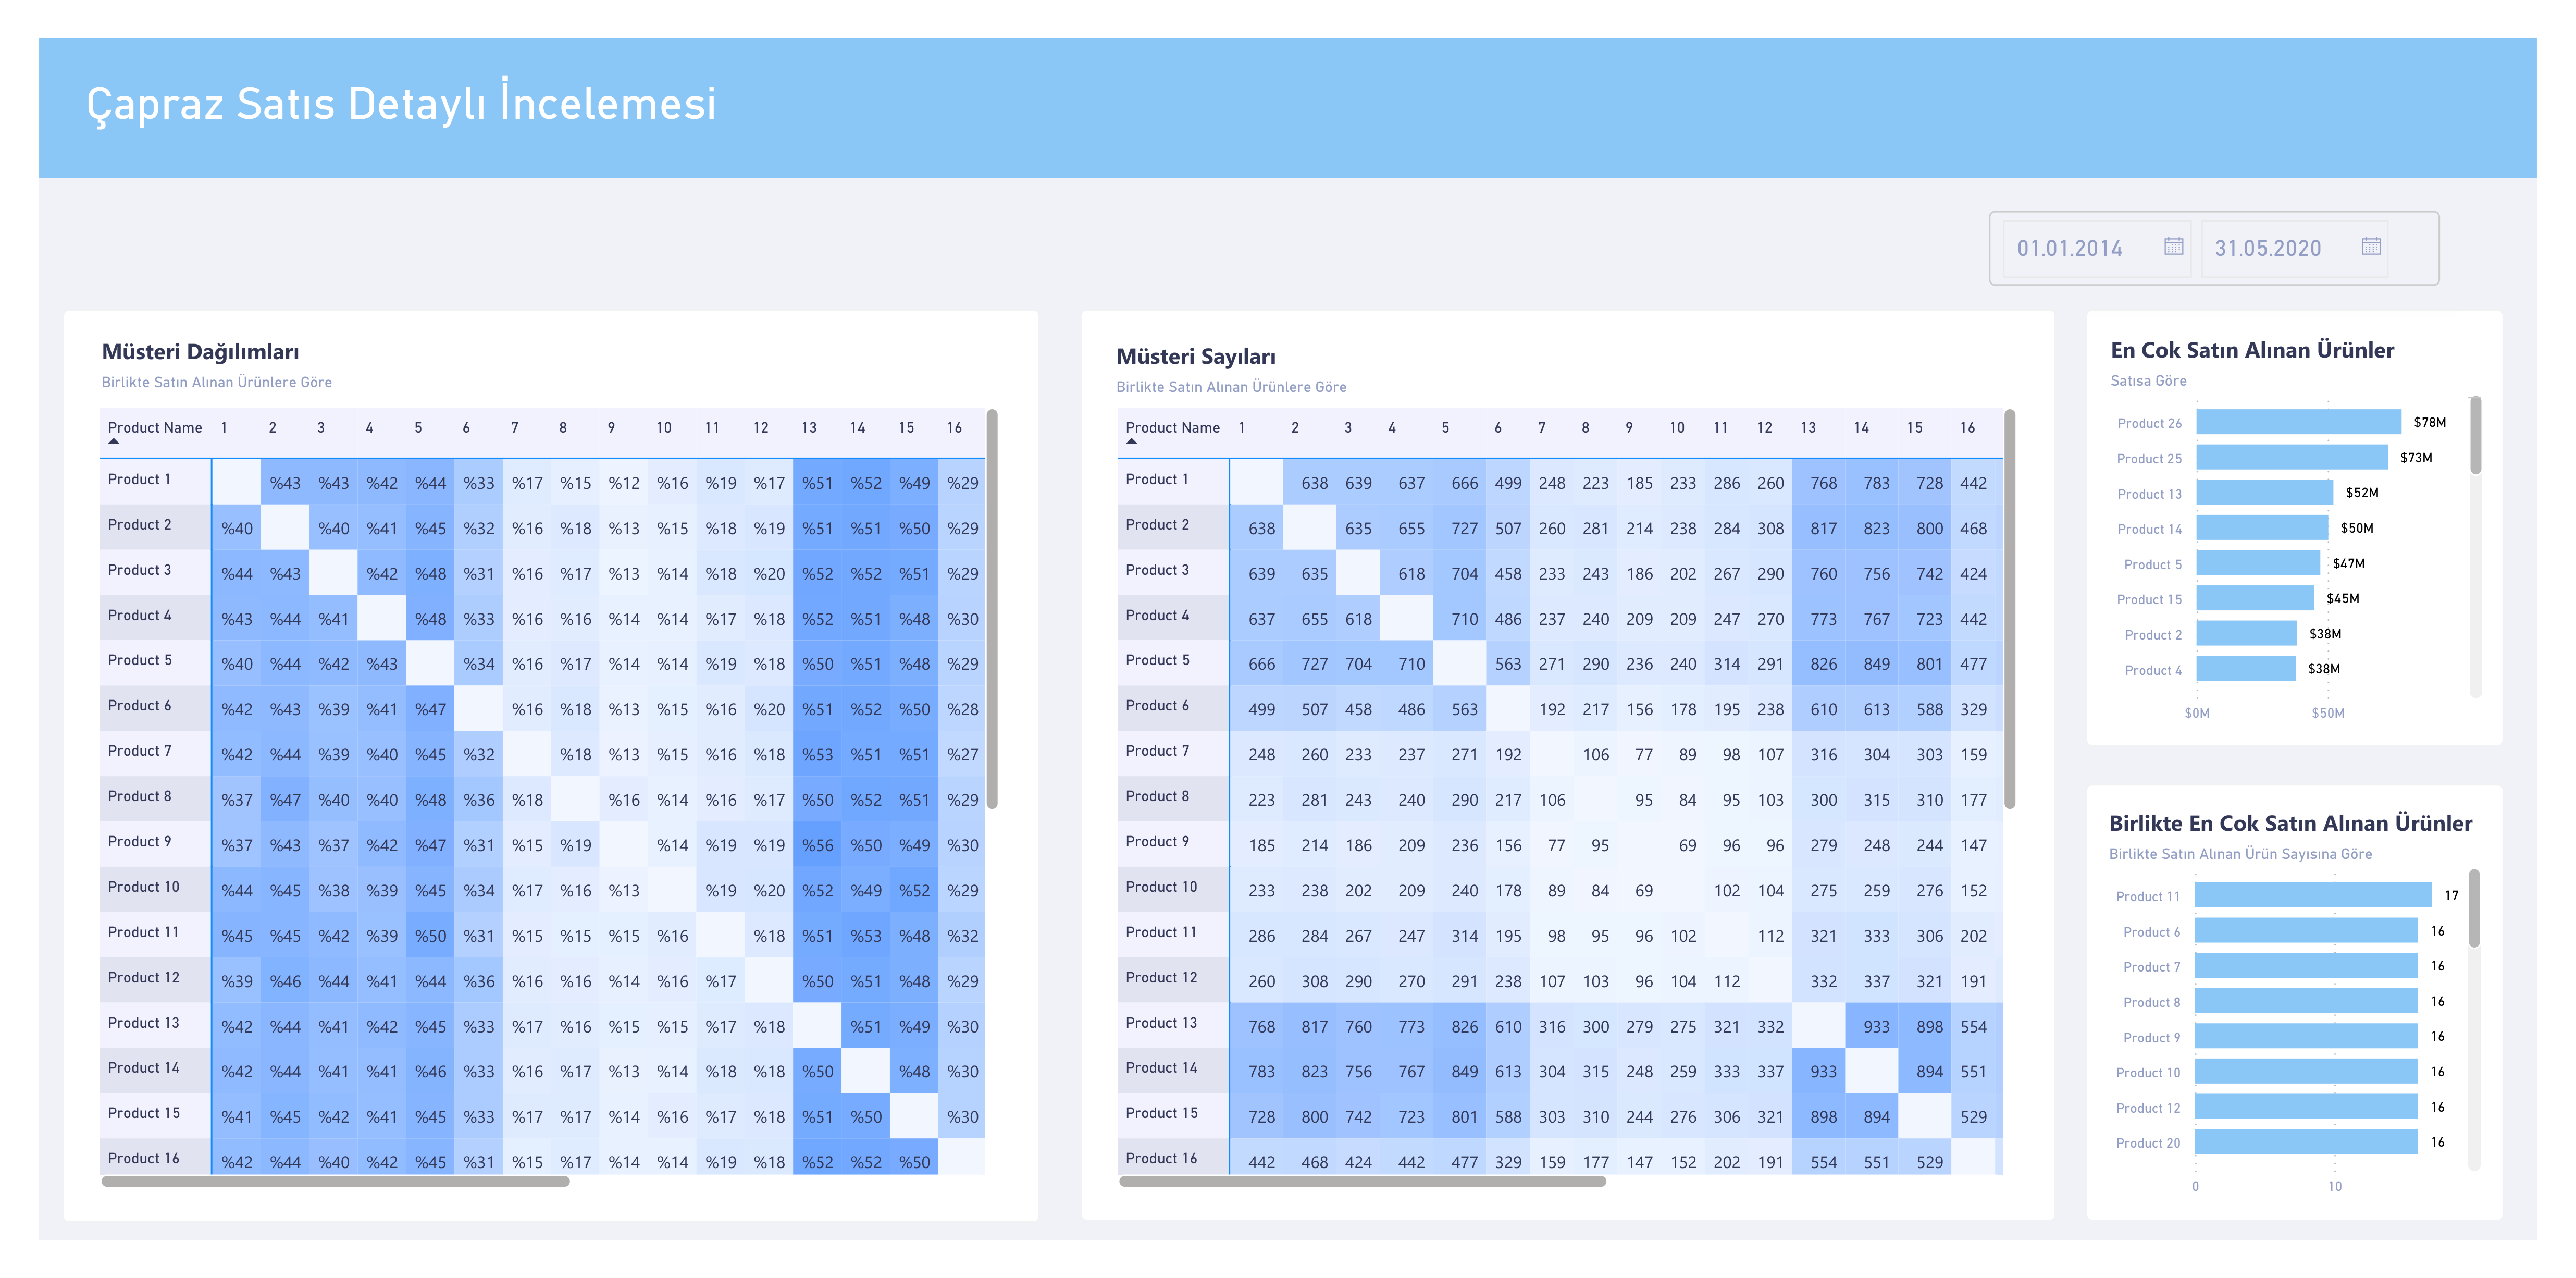 Çapraz Satıs Detaylı İncelemesi
01.01.2014 31.05.2020
Müsteri Dağılımları
Birlikte Satın Alınan Ürünlere Göre
Product Name 1 2 3 4 5 6 7 8 9 10 11 12 13 14 15 16
Product 1 %43 %43 %42 %44 %33 %17 %15 %12 %16 %19 %17 %51 %52 %49 %29
Product 2 %40 %40 %41 %45 %32 %16 %18 %13 %15 %18 %19 %51 %51 %50 %29
Product 3 %44 %43 %42 %48 %31 %16 %17 %13 %14 %18 %20 %52 %52 %51 %29
Product 4 %43 %44 %41 %48 %33 %16 %16 %14 %14 %17 %18 %52 %51 %48 %30
Product 5 %40 %44 %42 %43 %34 %16 %17 %14 %14 %19 %18 %50 %51 %48 %29
Product 6 %42 %43 %39 %41 %47 %16 %18 %13 %15 %16 %20 %51 %52 %50 %28
Product 7 %42 %44 %39 %40 %45 %32 %18 %13 %15 %16 %18 %53 %51 %51 %27
Product 8 %37 %47 %40 %40 %48 %36 %18 %16 %14 %16 %17 %50 %52 %51 %29
Product 9 %37 %43 %37 %42 %47 %31 %15 %19 %14 %19 %19 %56 %50 %49 %30
Product 10 %44 %45 %38 %39 %45 %34 %17 %16 %13 %19 %20 %52 %49 %52 %29
Product 11 %45 %45 %42 %39 %50 %31 %15 %15 %15 %16 %18 %51 %53 %48 %32
Product 12 %39 %46 %44 %41 %44 %36 %16 %16 %14 %16 %17 %50 %51 %48 %29
Product 13 %42 %44 %41 %42 %45 %33 %17 %16 %15 %15 %17 %18 %51 %49 %30
Product 14 %42 %44 %41 %41 %46 %33 %16 %17 %13 %14 %18 %18 %50 %48 %30
Product 15 %41 %45 %42 %41 %45 %33 %17 %17 %14 %16 %17 %18 %51 %50 %30
Product 16 %42 %44 %40 %42 %45 %31 %15 %17 %14 %14 %19 %18 %52 %52 %50
Müsteri Sayıları
Birlikte Satın Alınan Ürünlere Göre
Product Name 1 2 3 4 5 6 7 8 9 10 11 12 13 14 15 16
Product 1 638 639 637 666 499 248 223 185 233 286 260 768 783 728 442
Product 2 638 635 655 727 507 260 281 214 238 284 308 817 823 800 468
Product 3 639 635 618 704 458 233 243 186 202 267 290 760 756 742 424
Product 4 637 655 618 710 486 237 240 209 209 247 270 773 767 723 442
Product 5 666 727 704 710 563 271 290 236 240 314 291 826 849 801 477
Product 6 499 507 458 486 563 192 217 156 178 195 238 610 613 588 329
Product 7 248 260 233 237 271 192 106 77 89 98 107 316 304 303 159
Product 8 223 281 243 240 290 217 106 95 84 95 103 300 315 310 177
Product 9 185 214 186 209 236 156 77 95 69 96 96 279 248 244 147
Product 10 233 238 202 209 240 178 89 84 69 102 104 275 259 276 152
Product 11 286 284 267 247 314 195 98 95 96 102 112 321 333 306 202
Product 12 260 308 290 270 291 238 107 103 96 104 112 332 337 321 191
Product 13 768 817 760 773 826 610 316 300 279 275 321 332 933 898 554
Product 14 783 823 756 767 849 613 304 315 248 259 333 337 933 894 551
Product 15 728 800 742 723 801 588 303 310 244 276 306 321 898 894 529
Product 16 442 468 424 442 477 329 159 177 147 152 202 191 554 551 529
En Cok Satın Alınan Ürünler
Satısa Göre
Product 26 $78M
Product 25 $73M
Product 13 $52M
Product 14 $50M
Product 5 $47M
Product 15 $45M
Product 2 $38M
Product 4 $38M
$0M $50M
Birlikte En Cok Satın Alınan Ürünler
Birlikte Satın Alınan Ürün Sayısına Göre
Product 11 17
Product 6 16
Product 7 16
Product 8 16
Product 9 16
Product 10 16
Product 12 16
Product 20 16
0 10